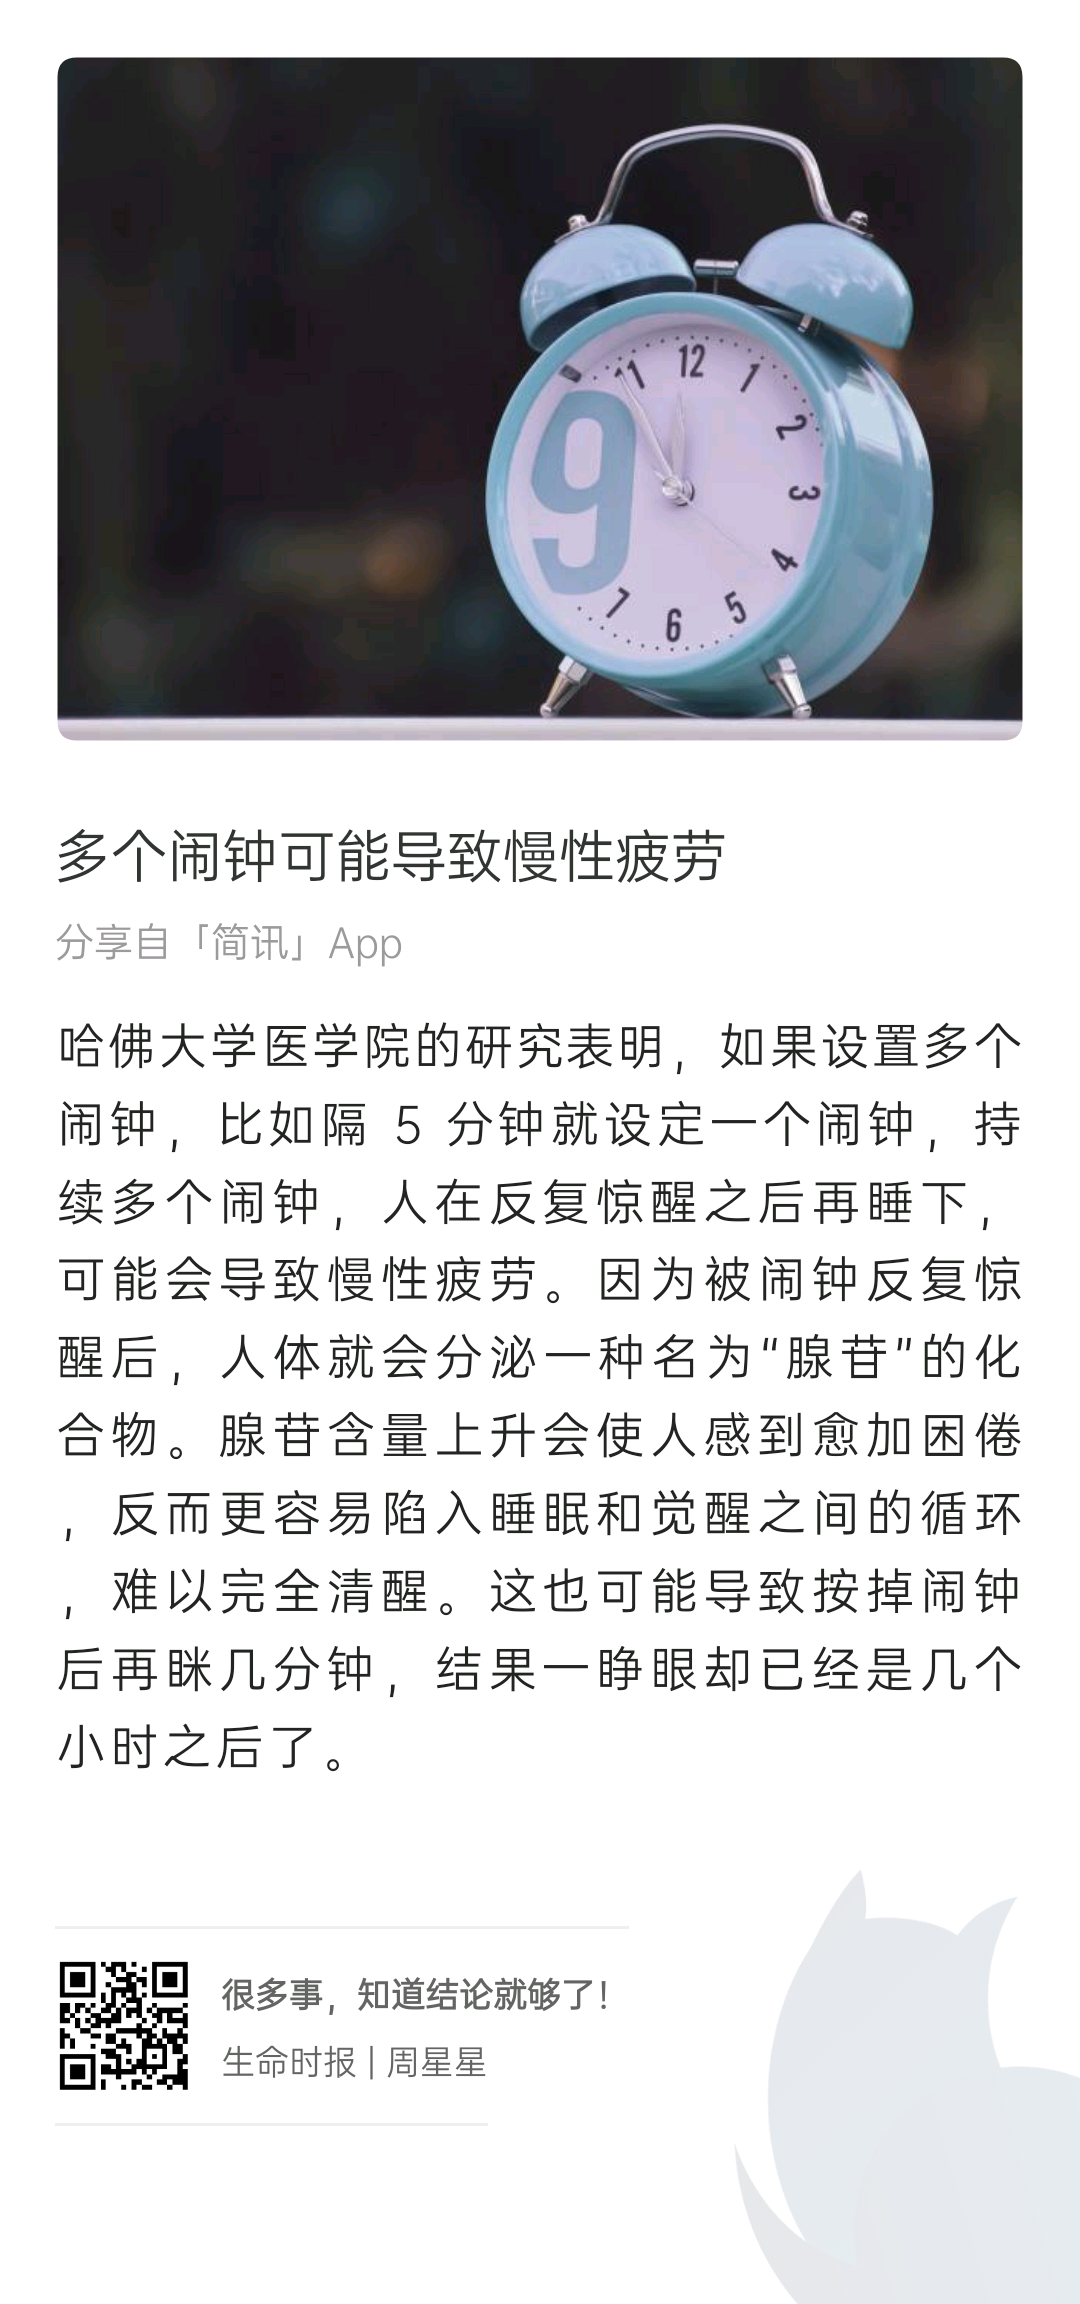 12
11
1
2
9
3
4
7
5
6
多个闹钟可能导致慢性疲劳
分享自「简讯」App
哈佛大学医学院的研究表明，如果设置多个
闹钟，比如隔 5 分钟就设定一个闹钟，持
续多个闹钟，人在反复惊醒之后再睡下，
可能会导致慢性疲劳。因为被闹钟反复惊
醒后，人体就会分泌一种名为“腺苷”的化
合物。腺苷含量上升会使人感到愈加困倦
，反而更容易陷入睡眠和觉醒之间的循环
，难以完全清醒。这也可能导致按掉闹钟
后再眯几分钟，结果一睁眼却已经是几个
小时之后了。
很多事，知道结论就够了！
生命时报 | 周星星